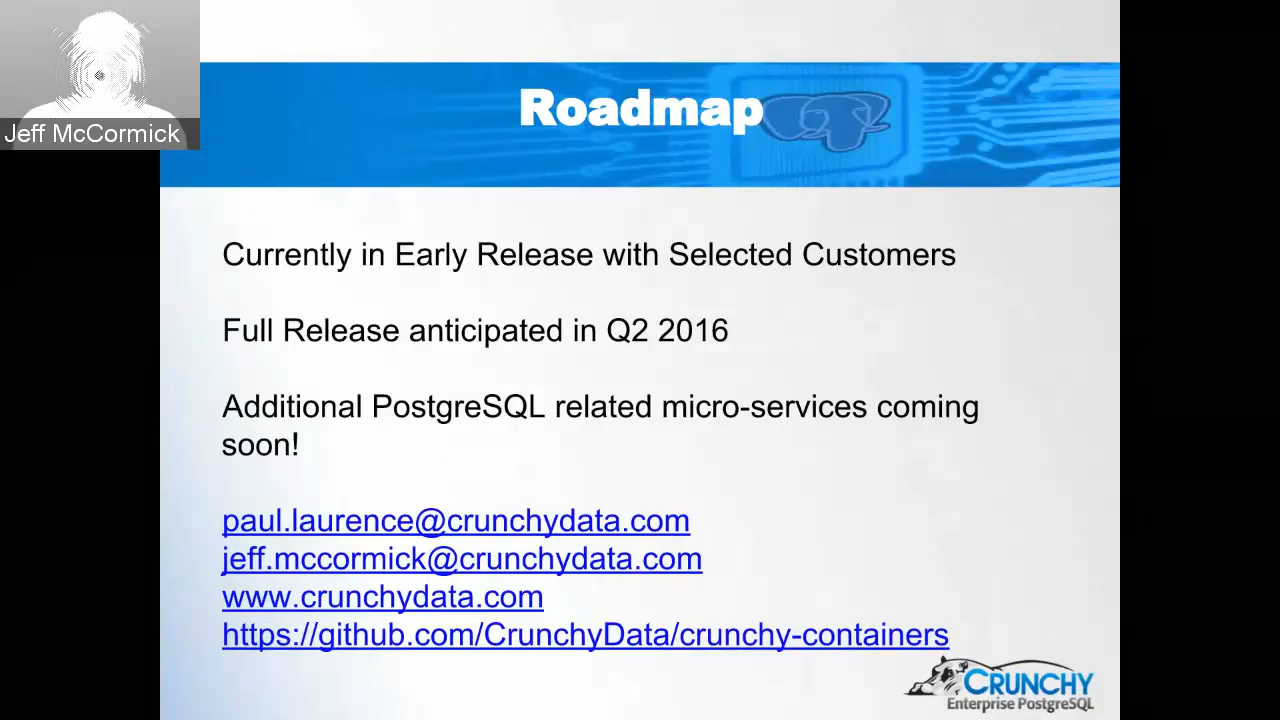 Jeff McCormick
Roadmap
Currently in Early Release with Selected Customers
Full Release anticipated in Q2 2016
Additional PostgreSQL related micro-services coming
soon!
paul.laurence@crunchydata.com
jeff.mccormick@crunchydata.com
www.crunchydata.com
https://github.com/CrunchyData/crunchy-containers
CRUNCHY
Enterprise PostgreSQL